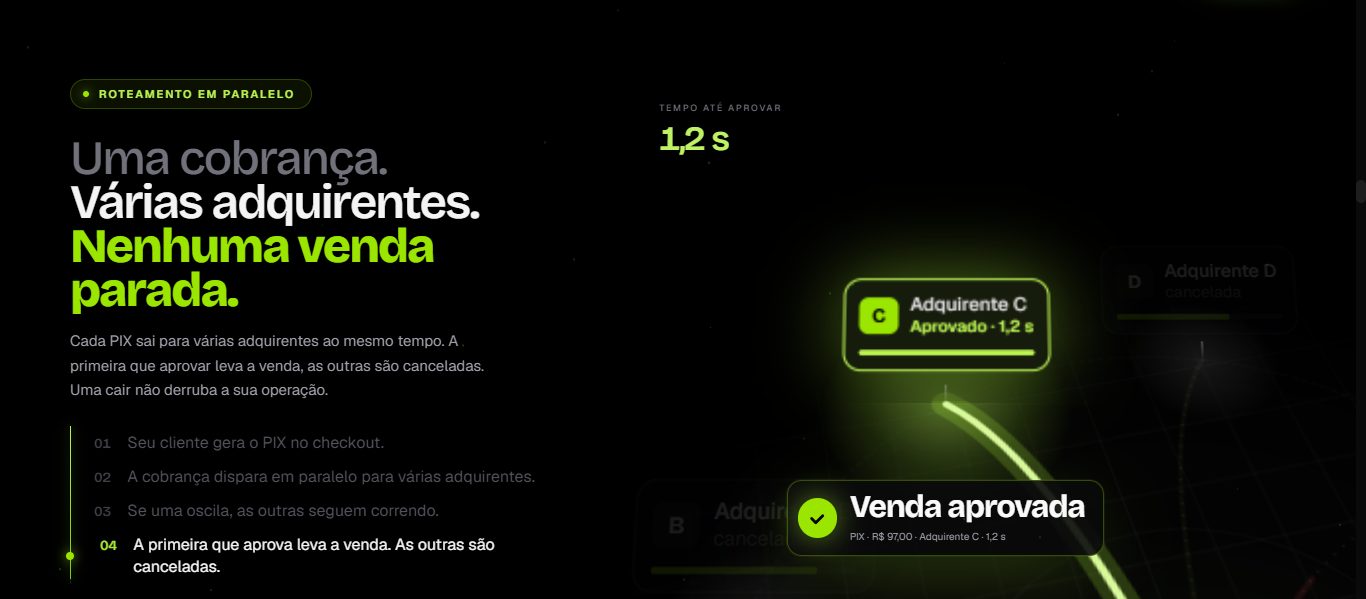 ROTEAMENTO EM PARALELO
Uma cobrança.
Várias adquirentes.
Nenhuma venda
parada.
Cada PIX sai para várias adquirentes ao mesmo tempo. A
primeira que aprovar leva a venda, as outras são canceladas.
Uma cair não derruba a sua operação.
01 Seu cliente gera o PIX no checkout.
02 A cobrança dispara em paralelo para várias adquirentes.
03 Se uma oscila, as outras seguem correndo.
04 A primeira que aprova leva a venda. As outras são
canceladas.
TEMPO ATÉ APROVAR
1,2 s
C
Adquirente C
Aprovado · 1,2 s
D
Adquirente D
cancelada
B
Venda aprovada
PIX · R$ 97,00 · Adquirente C · 1,2 s